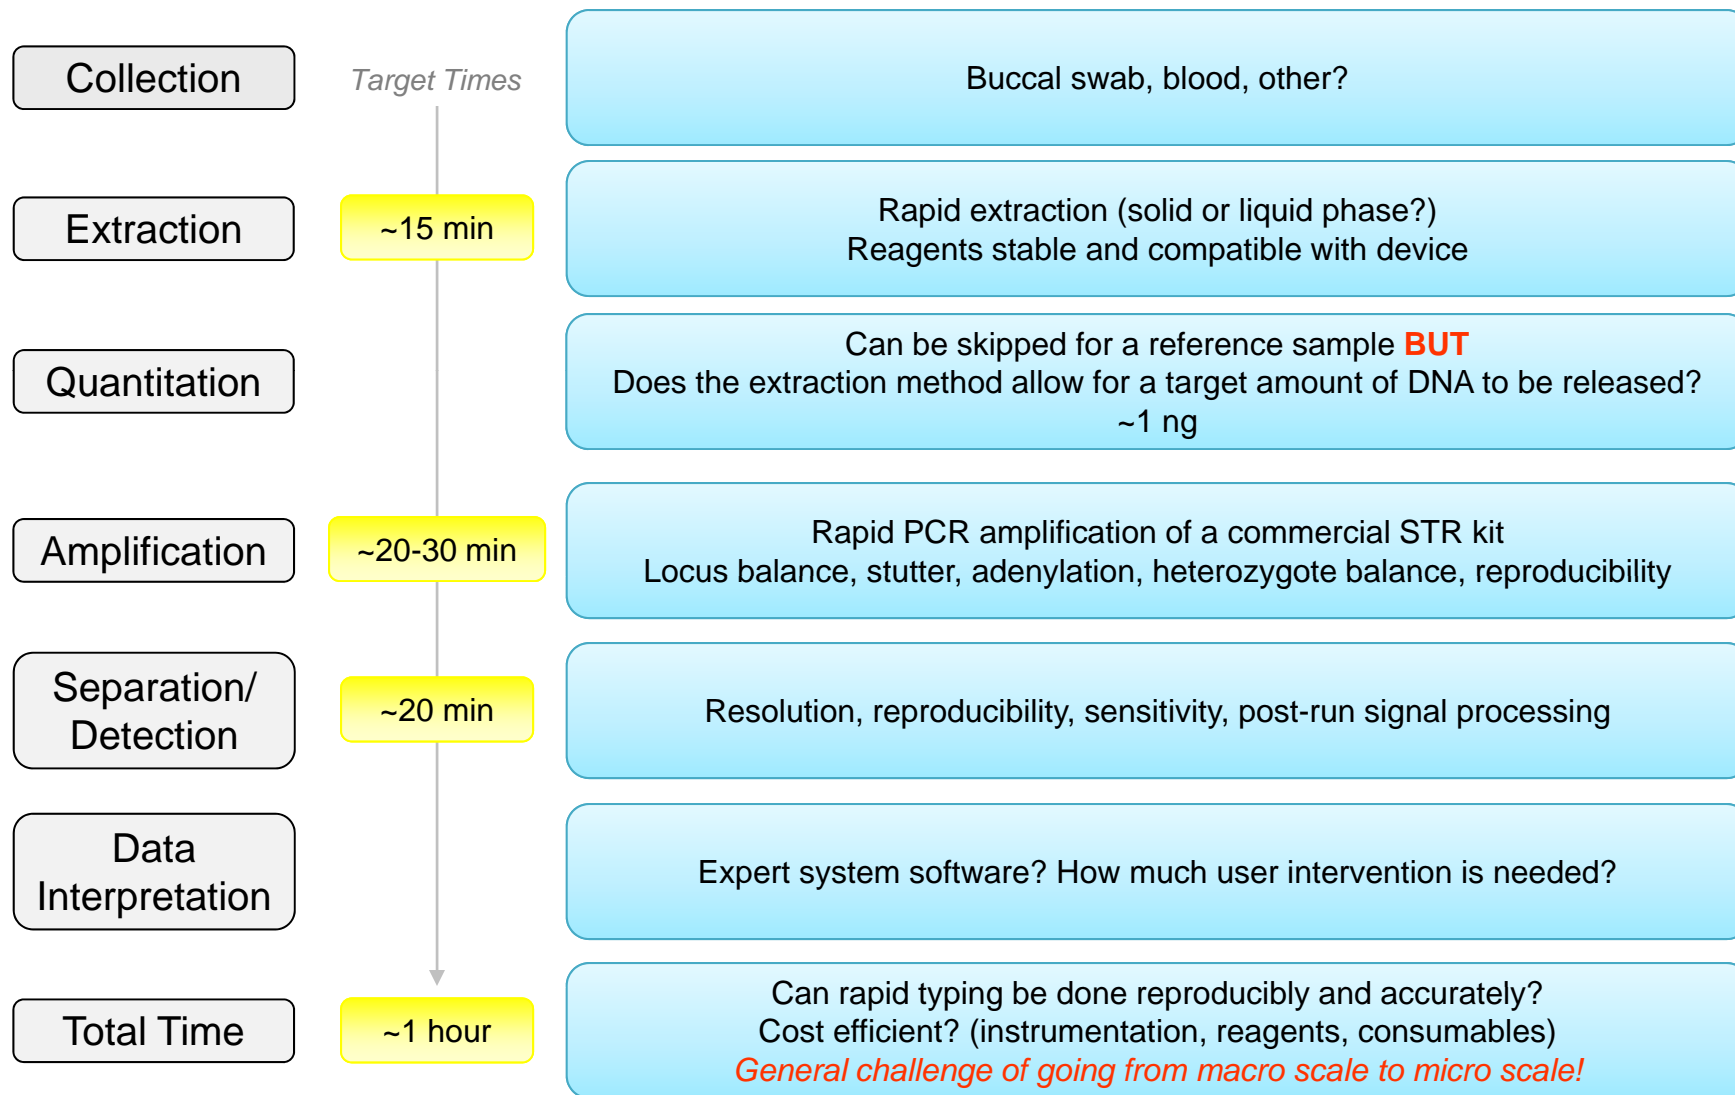 Collection
Target Times
Buccal swab, blood, other?
Extraction
~15 min
Rapid extraction (solid or liquid phase?)
Reagents stable and compatible with device
Quantitation
Can be skipped for a reference sample BUT
Does the extraction method allow for a target amount of DNA to be released?
~1 ng
Amplification
~20-30 min
Rapid PCR amplification of a commercial STR kit
Locus balance, stutter, adenylation, heterozygote balance, reproducibility
Separation/
Detection
~20 min
Resolution, reproducibility, sensitivity, post-run signal processing
Data
Interpretation
Expert system software? How much user intervention is needed?
Total Time
~1 hour
Can rapid typing be done reproducibly and accurately?
Cost efficient? (instrumentation, reagents, consumables)
General challenge of going from macro scale to micro scale!